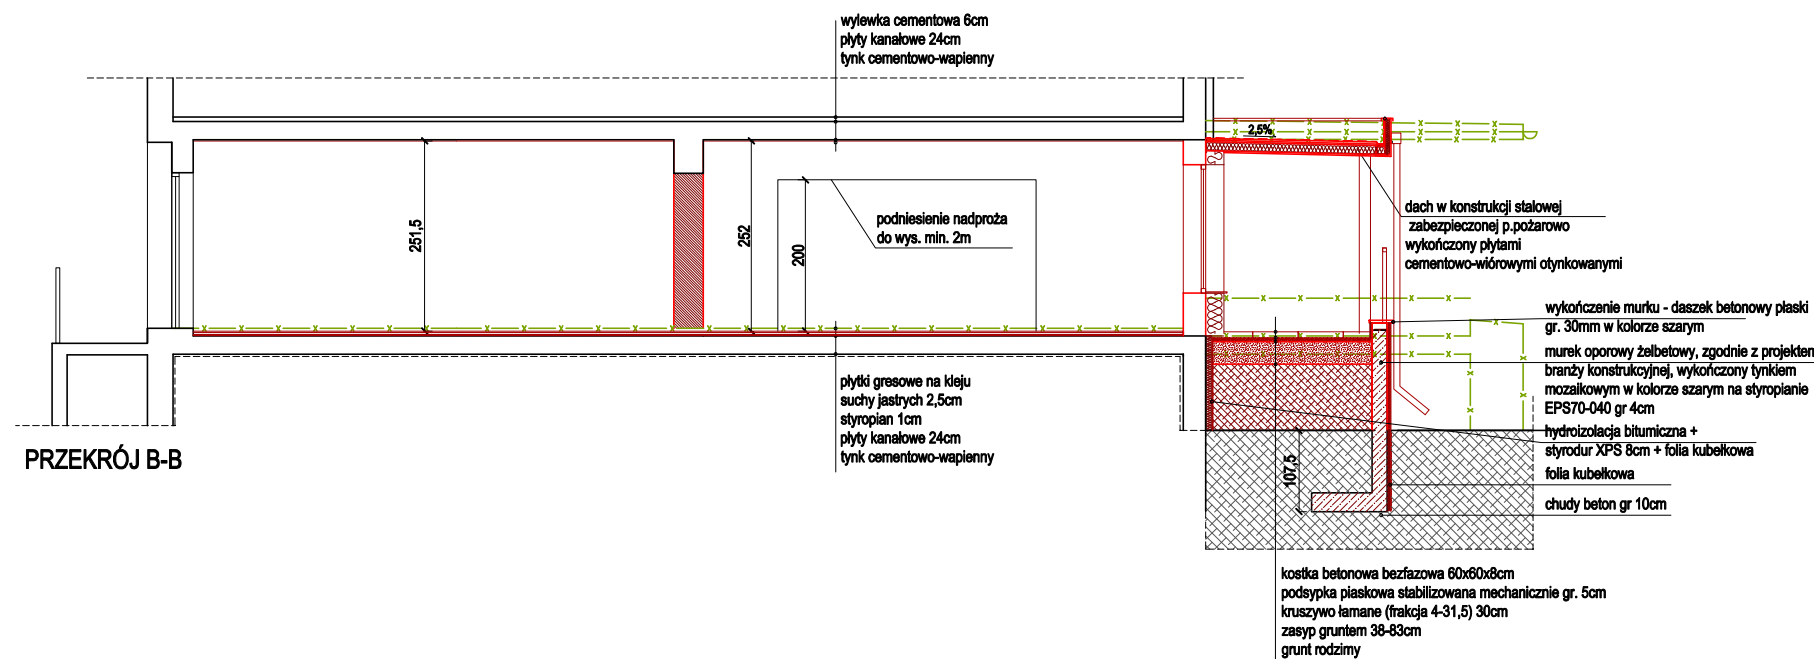 wylewka cementowa 6cm
płyty kanałowe 24cm
tynk cementowo-wapienny
2,5%
251,5
252
200
podniesienie nadproża
do wys. min. 2m
dach w konstrukcji stalowej
zabezpieczonej p.pożarowo
wykończony płytami
cementowo-wiórowymi otynkowanymi
wykończenie murku - daszek betonowy płaski
gr. 30mm w kolorze szarym
murek oporowy żelbetowy, zgodnie z projektem
branży konstrukcyjnej, wykończony tynkiem
mozaikowym w kolorze szarym na styropianie
EPS70-040 gr 4cm
hydroizolacja bitumiczna +
styrodur XPS 8cm + folia kubełkowa
folia kubełkowa
chudy beton gr 10cm
płytki gresowe na kleju
suchy jastrych 2,5cm
styropian 1cm
płyty kanałowe 24cm
tynk cementowo-wapienny
PRZEKRÓJ B-B
107,5
kostka betonowa bezfazowa 60x60x8cm
podsypka piaskowa stabilizowana mechanicznie gr. 5cm
kruszywo łamane (frakcja 4-31,5) 30cm
zasyp gruntem 38-83cm
grunt rodzimy